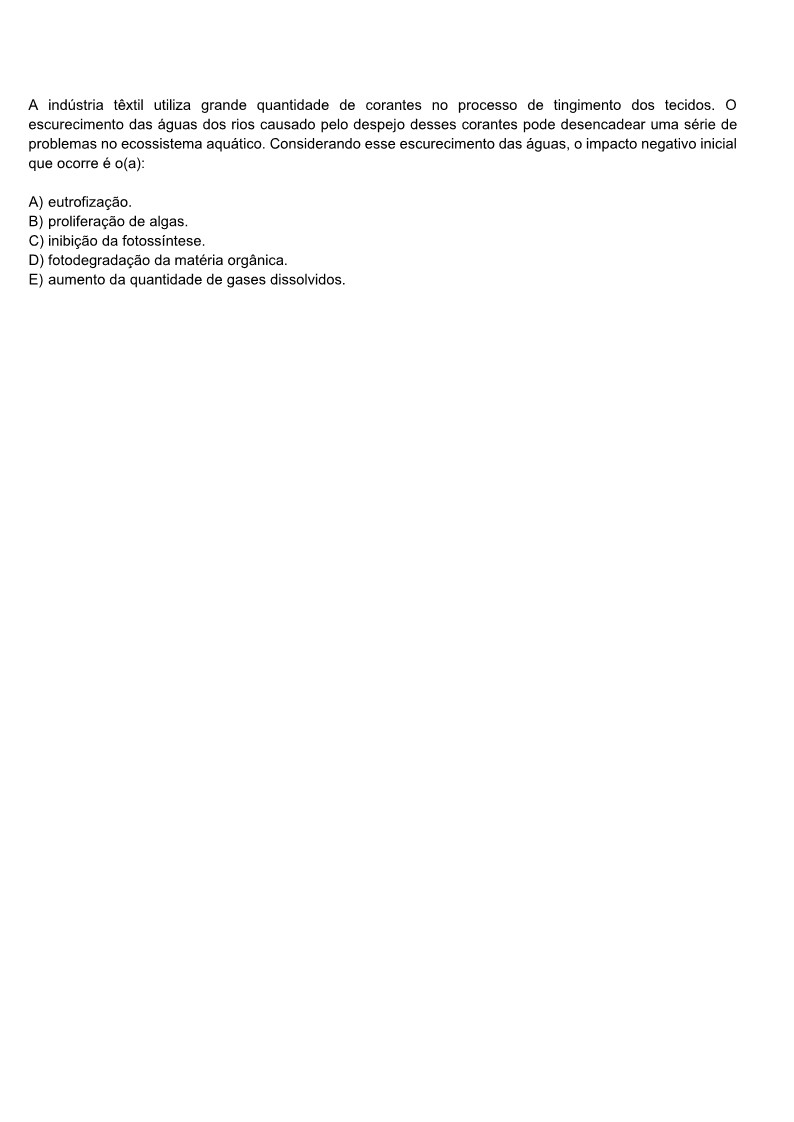 A indústria têxtil utiliza grande quantidade de corantes no processo de tingimento dos tecidos. O
escurecimento das águas dos rios causado pelo despejo desses corantes pode desencadear uma série de
problemas no ecossistema aquático. Considerando esse escurecimento das águas, o impacto negativo inicial
que ocorre é o(a):
A) eutrofização.
B) proliferação de algas.
C) inibição da fotossíntese.
D) fotodegradação da matéria orgânica.
E) aumento da quantidade de gases dissolvidos.